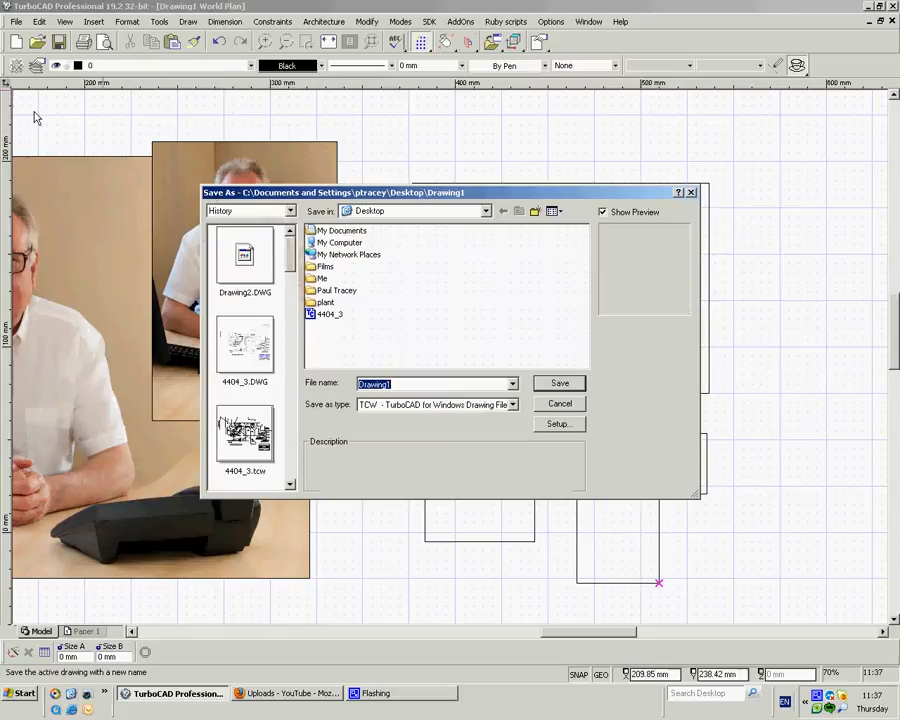 TurboCAD Professional 19.2 32-bit - [Drawing1 World Plan]
File Edit View Insert Format Tools Draw Dimension Constraints Architecture Modify Modes SDK AddOns Ruby scripts Options Window Help
0 Black 0 mm By Pen None
200 mm 300 mm 400 mm 500 mm 600 mm
200 mm
100 mm
0 mm
Save As - C:\Documents and Settings\ptracey\Desktop\Drawing1
History Save in: Desktop Show Preview
My Documents
My Computer
My Network Places
Films
Me
Paul Tracey
plant
4404_3
Drawing2.DWG
4404_3.DWG
4404_3.tcw
File name: Drawing1 Save
Save as type: TCW - TurboCAD for Windows Drawing File Cancel
Setup...
Description
Model Paper 1
Size A Size B
0 mm 0 mm
Save the active drawing with a new name SNAP GEO 209.85 mm 238.42 mm 0 mm 70% 11:37
Start TurboCAD Professional... Uploads - YouTube - Moz... Flashing Search Desktop EN 11:37
Thursday